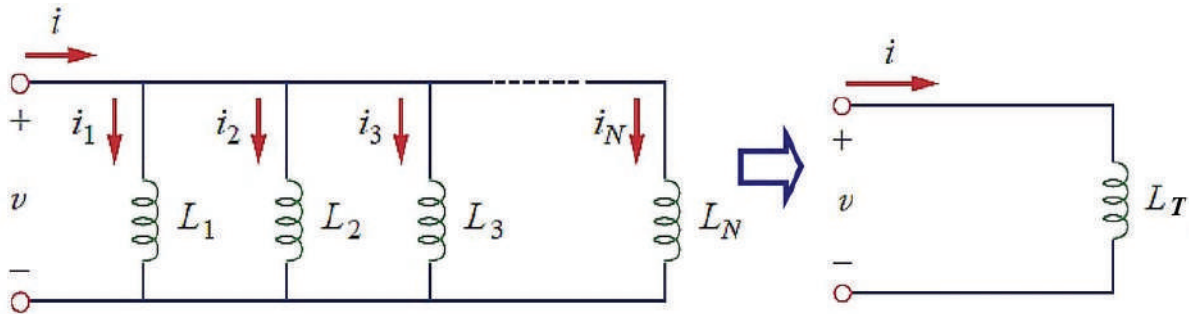 i i
+ i1 i2 i3 iN +
v L1 L2 L3 LN v LT
− −